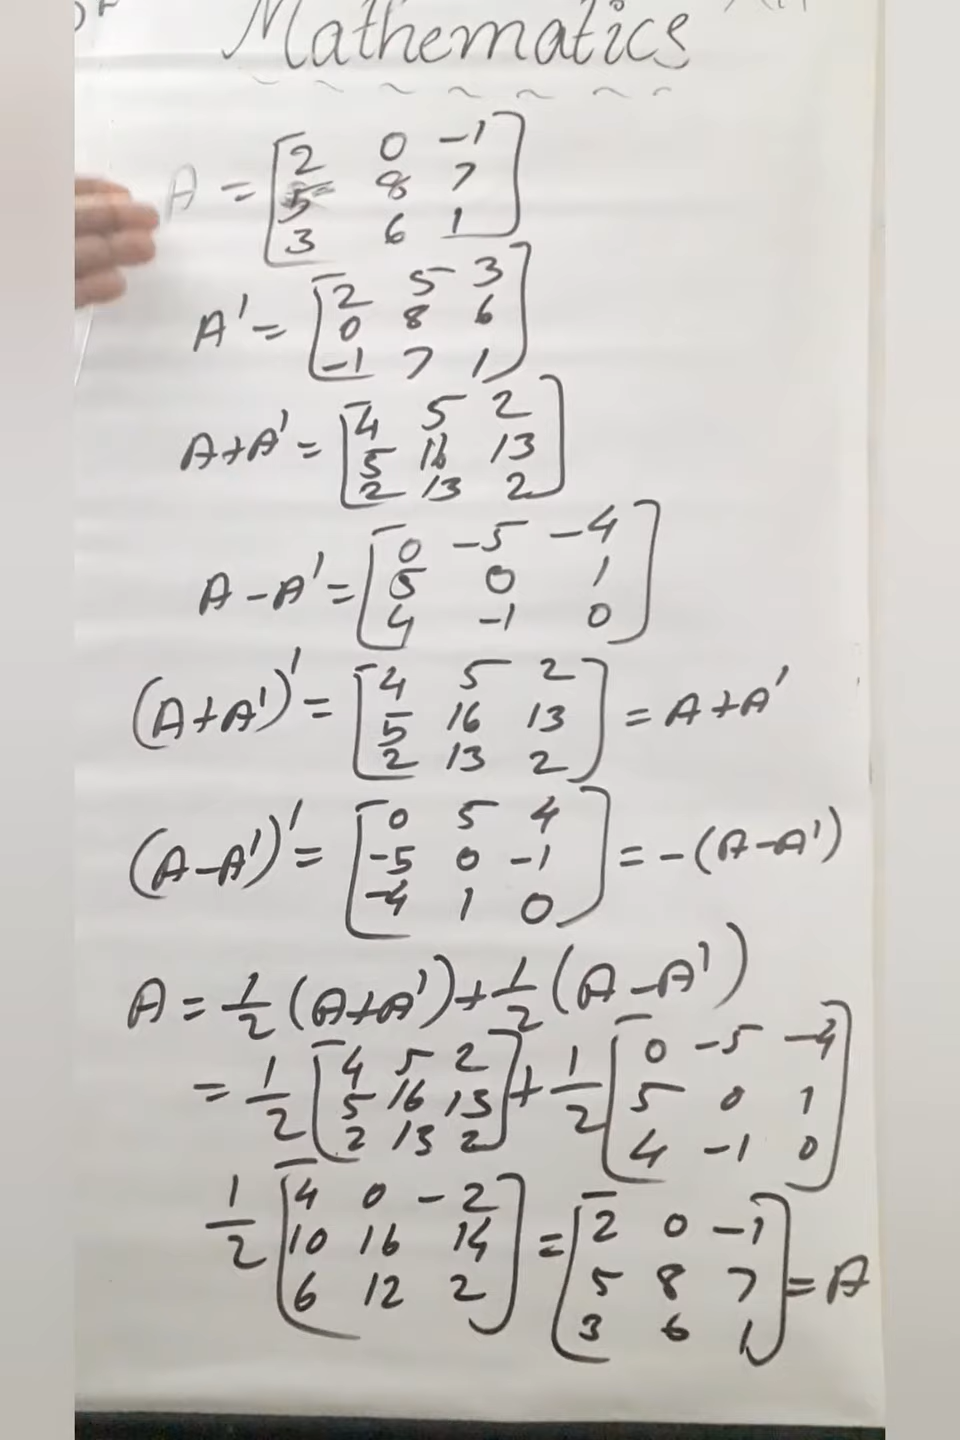 Mathematics
A = [2 0 -1
5 8 7
3 6 1]
A' = [2 5 3
0 8 6
-1 7 1]
A+A' = [4 5 2
5 16 13
2 13 2]
A-A' = [0 -5 -4
5 0 1
4 -1 0]
(A+A')' = [4 5 2
5 16 13
2 13 2] = A+A'
(A-A')' = [0 5 4
-5 0 -1
-4 1 0] = -(A-A')
A = 1/2 (A+A') + 1/2 (A-A')
= 1/2 [4 5 2
5 16 13
2 13 2] + 1/2 [0 -5 -4
5 0 1
4 -1 0]
1/2 [4 0 -2
10 16 14
6 12 2] = [2 0 -1
5 8 7
3 6 1] = A